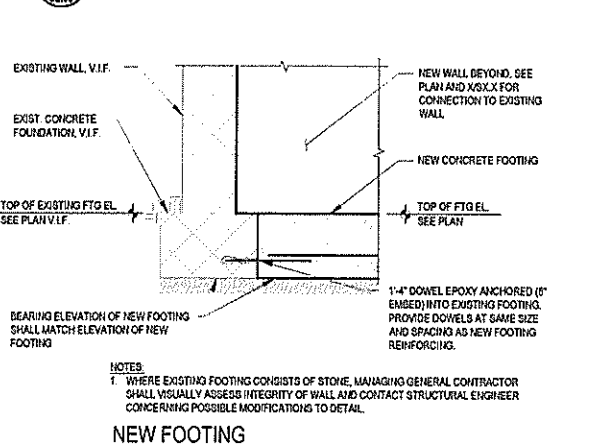 EXISTING WALL, V.I.F.
EXIST. CONCRETE
FOUNDATION, V.I.F.
TOP OF EXISTING FTG EL.
SEE PLAN V.I.F.
BEARING ELEVATION OF NEW FOOTING
SHALL MATCH ELEVATION OF NEW
FOOTING
NEW WALL BEYOND, SEE
PLAN AND X/SX.X FOR
CONNECTION TO EXISTING
WALL
NEW CONCRETE FOOTING
TOP OF FTG EL.
SEE PLAN
1'-4" DOWEL EPOXY ANCHORED (6"
EMBED) INTO EXISTING FOOTING.
PROVIDE DOWELS AT SAME SIZE
AND SPACING AS NEW FOOTING
REINFORCING.
NOTES:
1. WHERE EXISTING FOOTING CONSISTS OF STONE, MANAGING GENERAL CONTRACTOR
SHALL VISUALLY ASSESS INTEGRITY OF WALL AND CONTACT STRUCTURAL ENGINEER
CONCERNING POSSIBLE MODIFICATIONS TO DETAIL.
NEW FOOTING